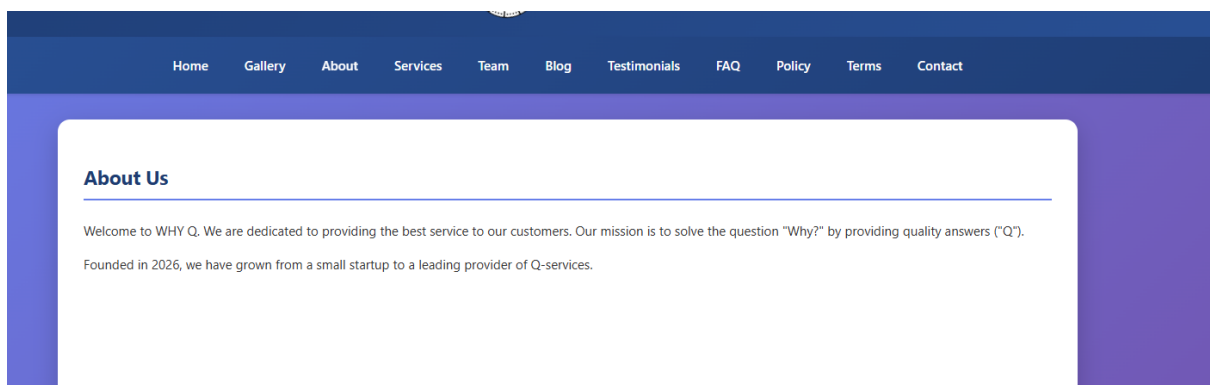 Home Gallery About Services Team Blog Testimonials FAQ Policy Terms Contact
About Us
Welcome to WHY Q. We are dedicated to providing the best service to our customers. Our mission is to solve the question "Why?" by providing quality answers ("Q").
Founded in 2026, we have grown from a small startup to a leading provider of Q-services.